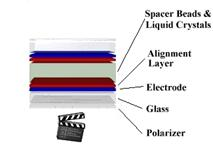 Spacer Beads &
Liquid Crystals
Alignment
Layer
Electrode
Glass
Polarizer